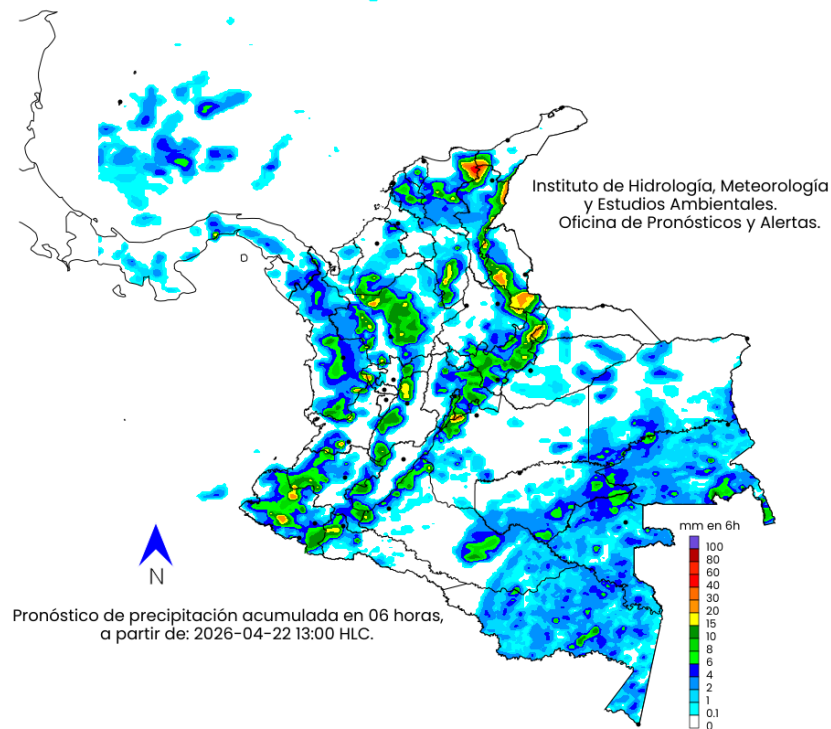 Instituto de Hidrología, Meteorología
y Estudios Ambientales.
Oficina de Pronósticos y Alertas.
N
mm en 6h
100
80
60
40
30
20
15
10
8
6
4
2
1
0.1
0
Pronóstico de precipitación acumulada en 06 horas,
a partir de: 2026-04-22 13:00 HLC.